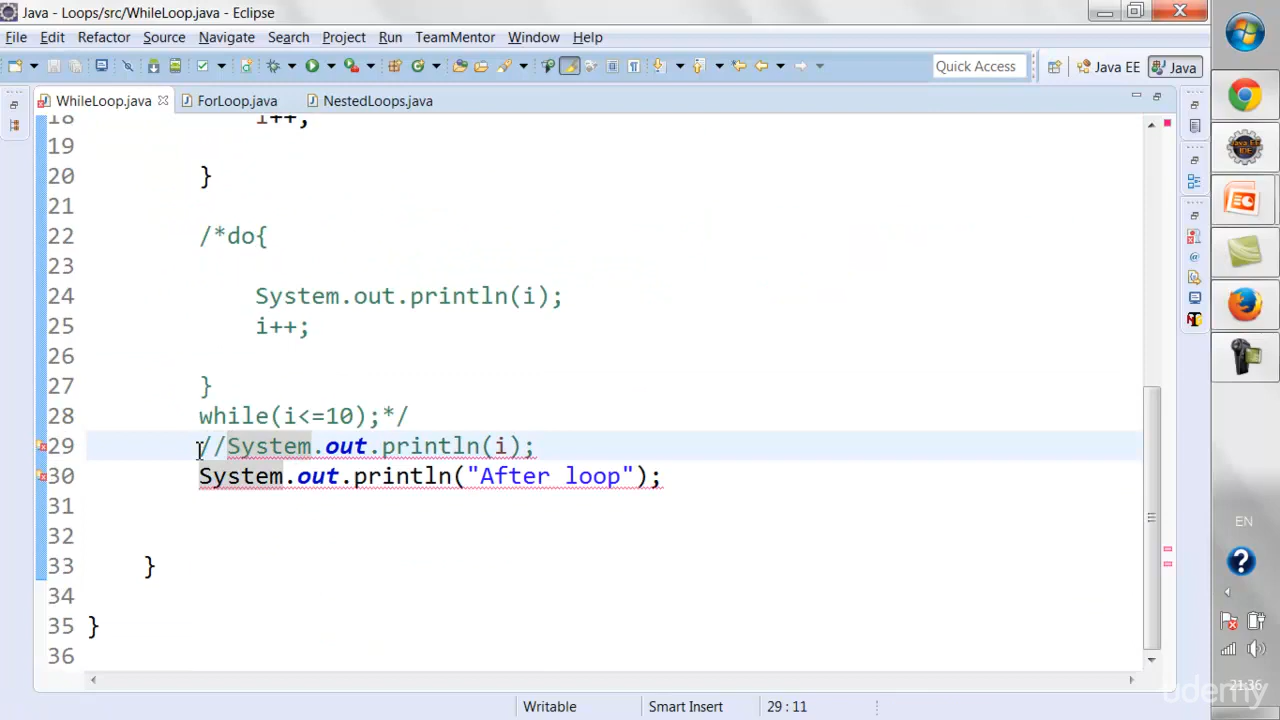 Java - Loops/src/WhileLoop.java - Eclipse
File Edit Refactor Source Navigate Search Project Run TeamMentor Window Help
Quick Access Java EE Java
WhileLoop.java ForLoop.java NestedLoops.java
18 i++;
19
20 }
21
22 /*do{
23
24 System.out.println(i);
25 i++;
26
27 }
28 while(i<=10);*/
29 //System.out.println(i);
30 System.out.println("After loop");
31
32
33 }
34
35 }
36
Writable Smart Insert 29 : 11
EN
21:36
udemy